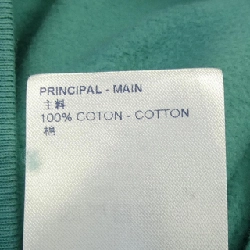 PRINCIPAL - MAIN
主料
100% COTON - COTTON
棉